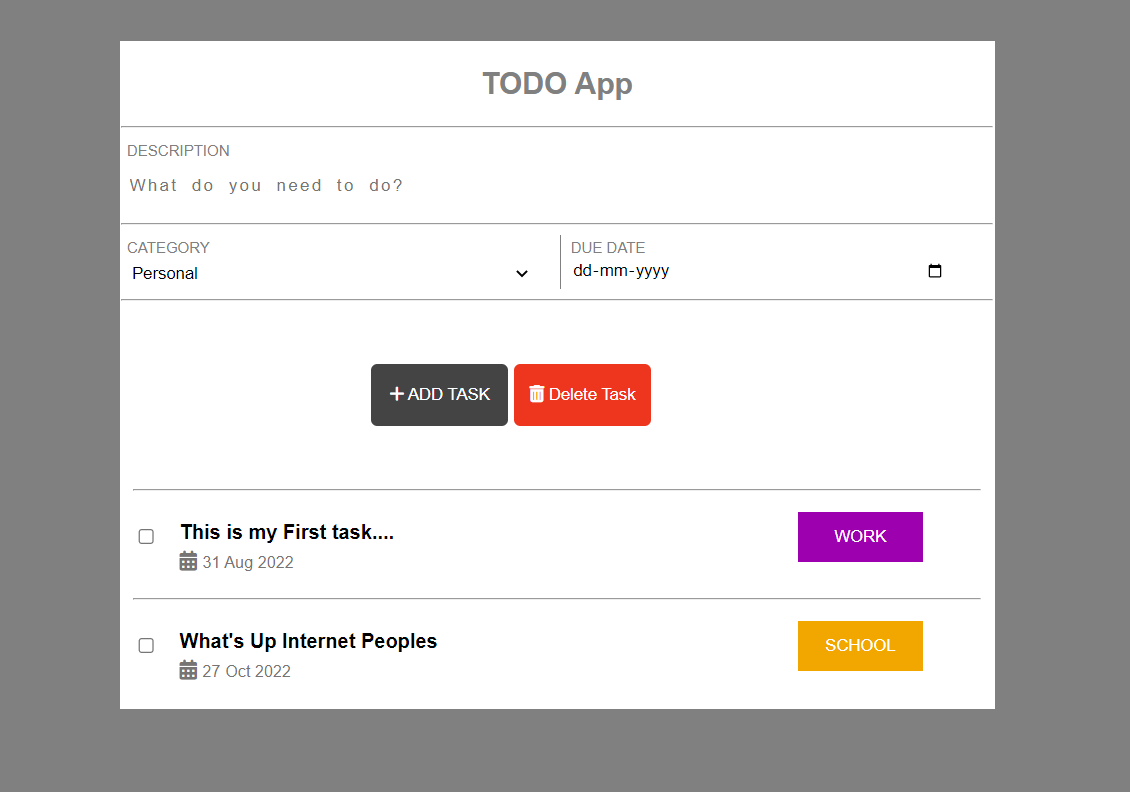 TODO App
DESCRIPTION
What do you need to do?
CATEGORY
Personal
DUE DATE
dd-mm-yyyy
ADD TASK
Delete Task
This is my First task....
31 Aug 2022
WORK
What's Up Internet Peoples
27 Oct 2022
SCHOOL